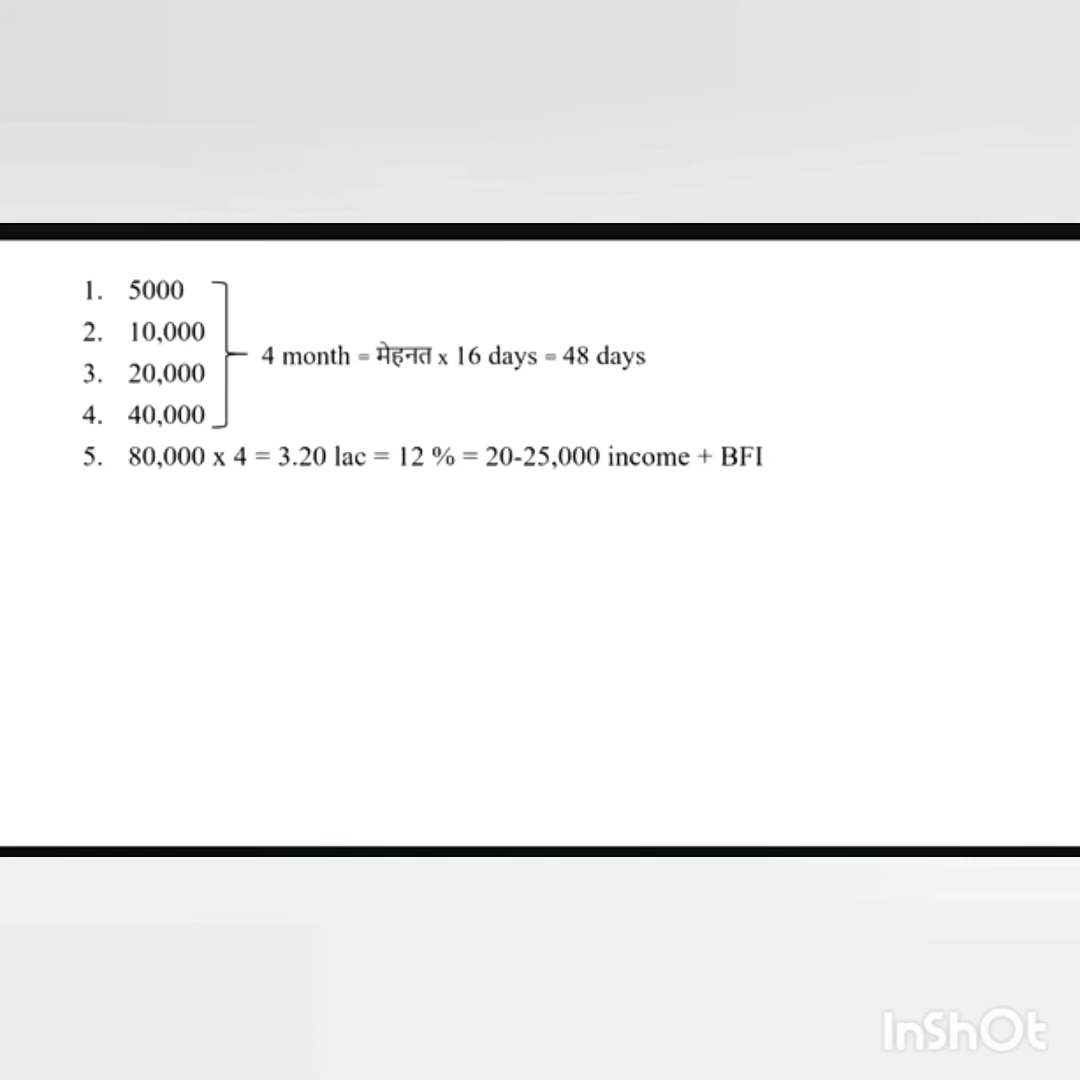 1. 5000
2. 10,000
3. 20,000
4. 40,000
4 month = मेहनत x 16 days = 48 days
5. 80,000 x 4 = 3.20 lac = 12 % = 20-25,000 income + BFI
InShOt